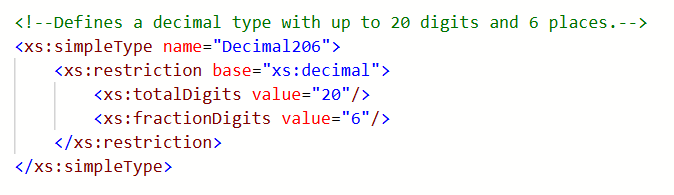 <!--Defines a decimal type with up to 20 digits and 6 places.-->
<xs:simpleType name="Decimal206">
    <xs:restriction base="xs:decimal">
        <xs:totalDigits value="20"/>
        <xs:fractionDigits value="6"/>
    </xs:restriction>
</xs:simpleType>